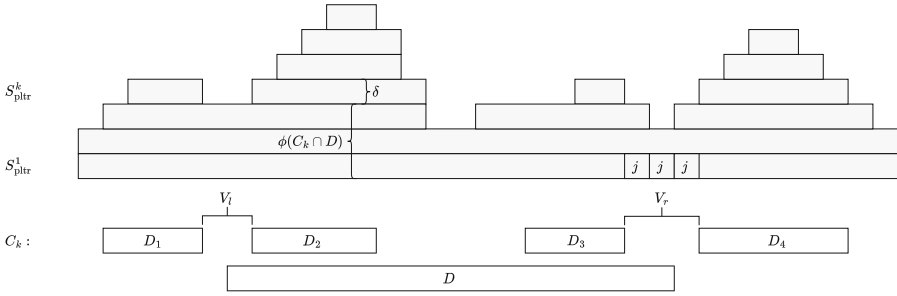 S^k_pltr
δ
ϕ(C_k ∩ D)
S^1_pltr
j j j
V_l V_r
C_k : D_1 D_2 D_3 D_4
D